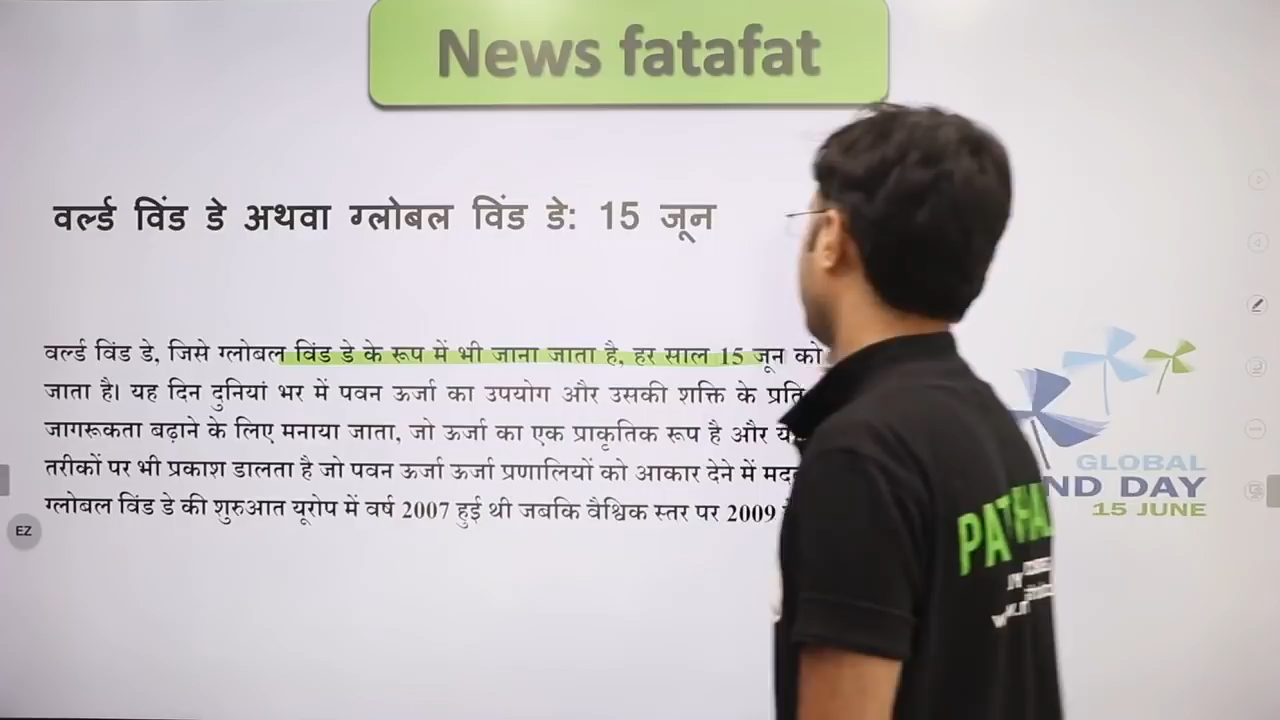 News fatafat
वर्ल्ड विंड डे अथवा ग्लोबल विंड डे: 15 जून
वर्ल्ड विंड डे, जिसे ग्लोबल विंड डे के रूप में भी जाना जाता है, हर साल 15 जून को
जाता है। यह दिन दुनियां भर में पवन ऊर्जा का उपयोग और उसकी शक्ति के प्रति
जागरूकता बढ़ाने के लिए मनाया जाता, जो ऊर्जा का एक प्राकृतिक रूप है और
तरीकों पर भी प्रकाश डालता है जो पवन ऊर्जा ऊर्जा प्रणालियों को आकार देने में
ग्लोबल विंड डे की शुरुआत यूरोप में वर्ष 2007 हुई थी जबकि वैश्विक स्तर पर 2009
GLOBAL
ND DAY
15 JUNE
EZ